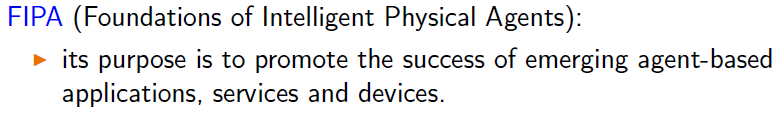 FIPA (Foundations of Intelligent Physical Agents):
its purpose is to promote the success of emerging agent-based
applications, services and devices.